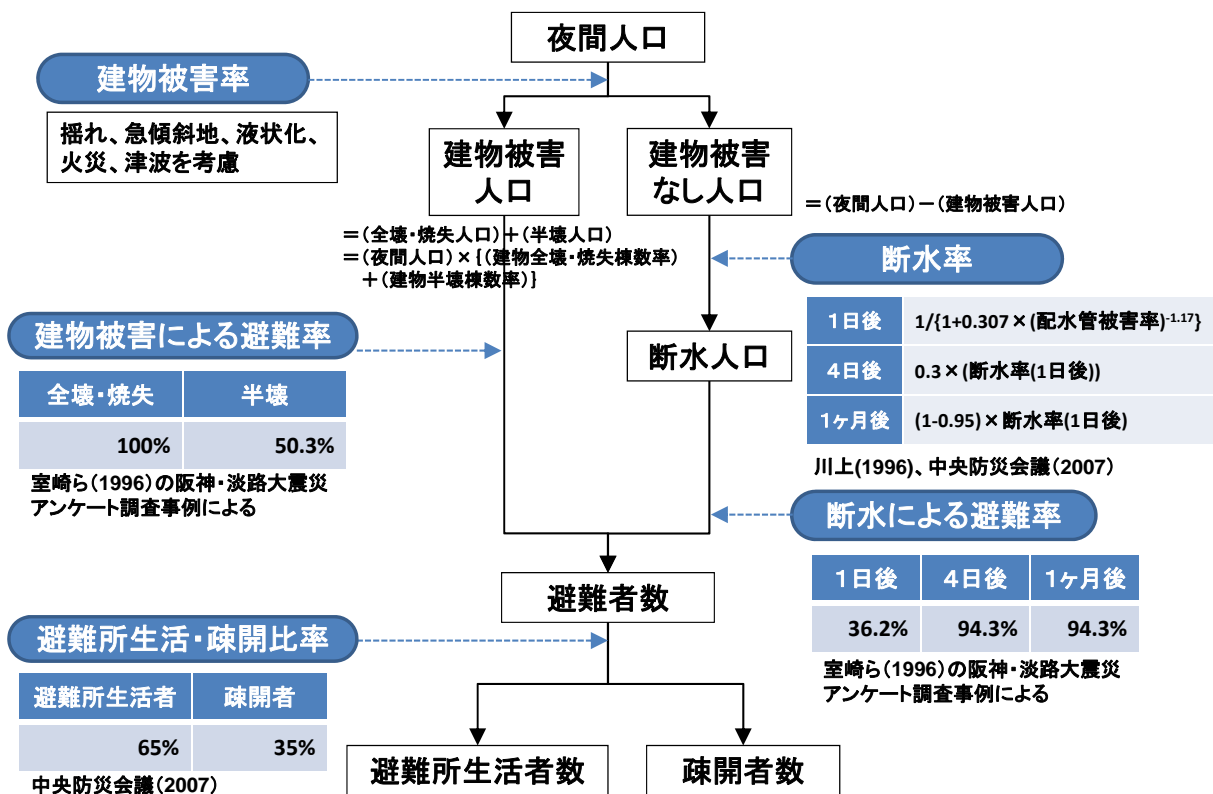 夜間人口
建物被害率
揺れ、急傾斜地、液状化、
火災、津波を考慮
建物被害
人口
建物被害
なし人口
＝（夜間人口）－（建物被害人口）
＝（全壊・焼失人口）＋（半壊人口）
＝（夜間人口）×｛（建物全壊・焼失棟数率）
＋（建物半壊棟数率）｝
断水率
1日後 1/{1+0.307×(配水管被害率)-1.17}
4日後 0.3×(断水率(1日後))
1ヶ月後 (1-0.95)×断水率(1日後)
川上(1996)、中央防災会議（2007）
建物被害による避難率
全壊・焼失 半壊
100% 50.3%
室崎ら（1996）の阪神・淡路大震災
アンケート調査事例による
断水人口
断水による避難率
1日後 4日後 1ヶ月後
36.2% 94.3% 94.3%
室崎ら（1996）の阪神・淡路大震災
アンケート調査事例による
避難者数
避難所生活・疎開比率
避難所生活者 疎開者
65% 35%
中央防災会議（2007）
避難所生活者数
疎開者数